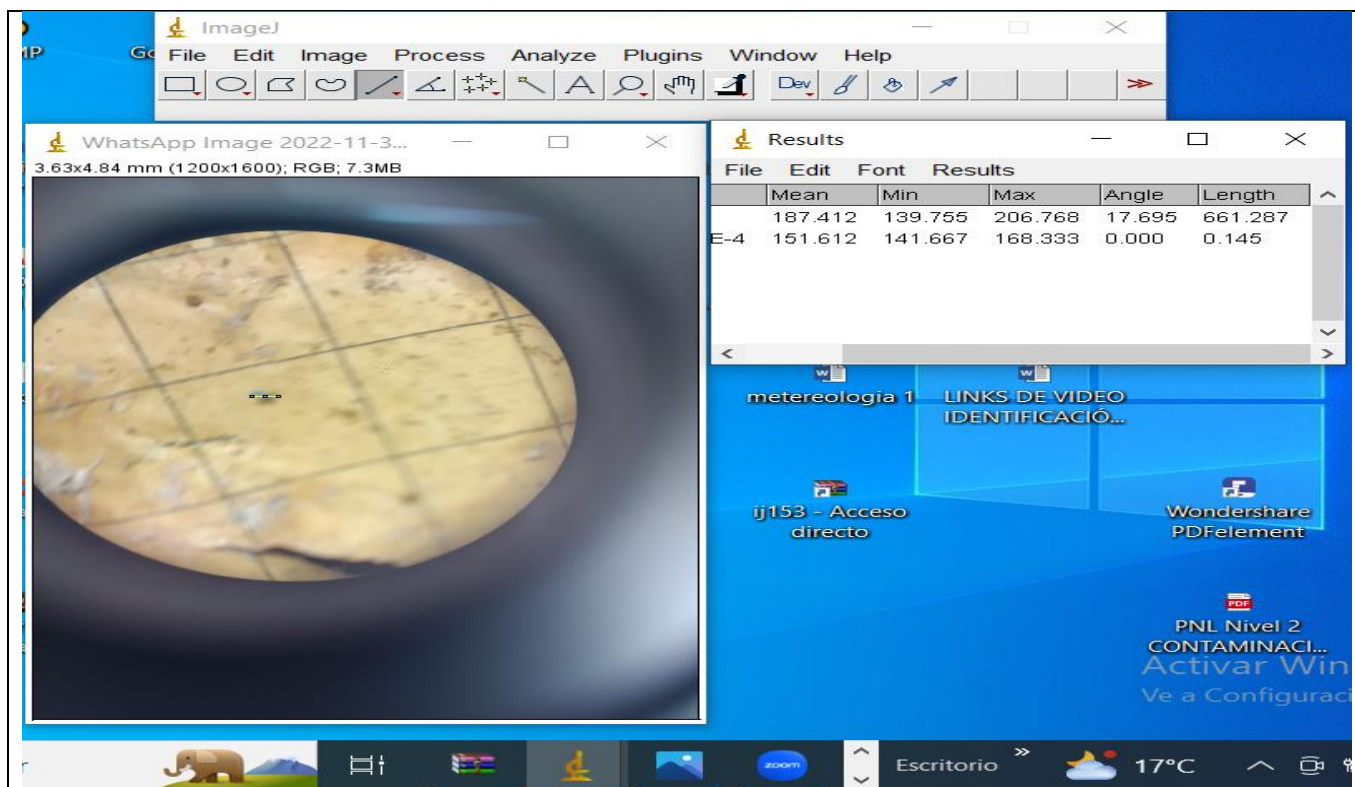 ImageJ
File Edit Image Process Analyze Plugins Window Help
Dev
WhatsApp Image 2022-11-3...
3.63x4.84 mm (1200x1600); RGB; 7.3MB
Results
File Edit Font Results
Mean Min Max Angle Length
187.412 139.755 206.768 17.695 661.287
E-4 151.612 141.667 168.333 0.000 0.145
metereologia 1
LINKS DE VIDEO
IDENTIFICACIÓ...
ij153 - Acceso
directo
Wondershare
PDFelement
PDF
PNL Nivel 2
CONTAMINACI...
Activar Win
Ve a Configuraci
zoom
Escritorio
17°C